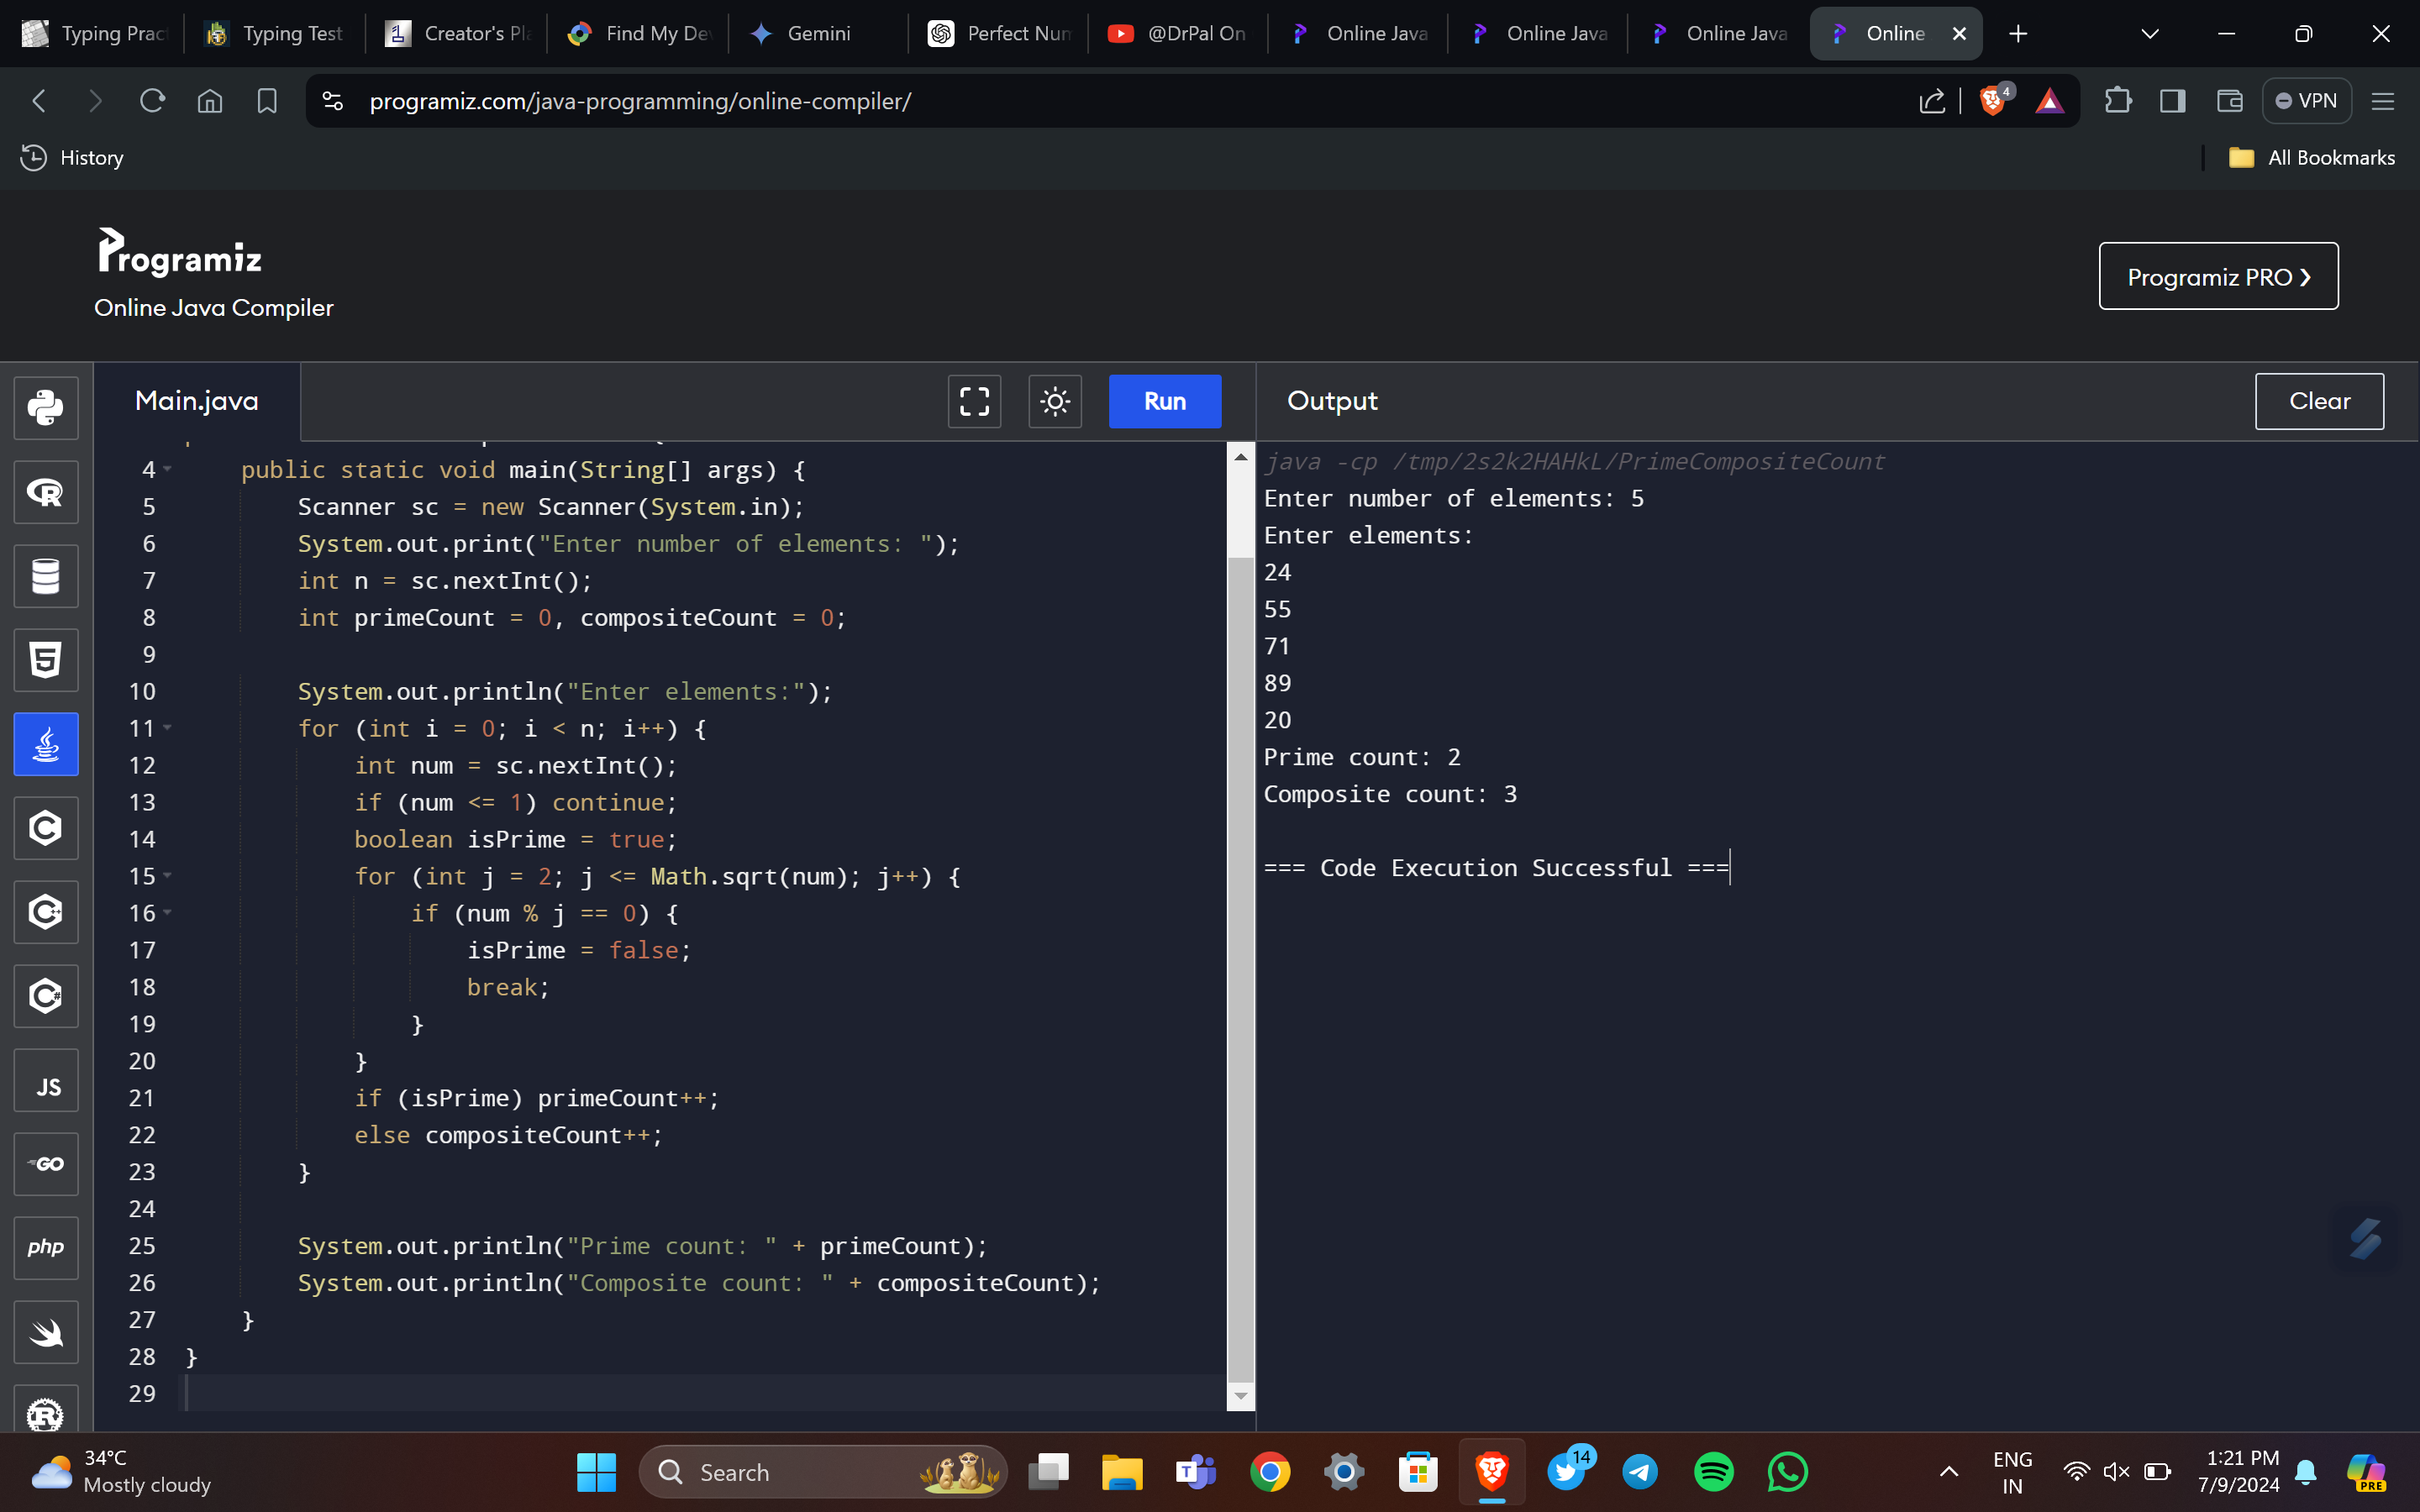 Typing Pract
Typing Test
Creator's Pl
Find My De
Gemini
Perfect Num
@DrPal On
Online Java
Online Java
Online Java
Online
programiz.com/java-programming/online-compiler/
4
VPN
History
All Bookmarks
Programiz
Online Java Compiler
Programiz PRO ❯
Main.java
Run
Output
Clear
4 public static void main(String[] args) {
5 Scanner sc = new Scanner(System.in);
6 System.out.print("Enter number of elements: ");
7 int n = sc.nextInt();
8 int primeCount = 0, compositeCount = 0;
9
10 System.out.println("Enter elements:");
11 for (int i = 0; i < n; i++) {
12 int num = sc.nextInt();
13 if (num <= 1) continue;
14 boolean isPrime = true;
15 for (int j = 2; j <= Math.sqrt(num); j++) {
16 if (num % j == 0) {
17 isPrime = false;
18 break;
19 }
20 }
21 if (isPrime) primeCount++;
22 else compositeCount++;
23 }
24
25 System.out.println("Prime count: " + primeCount);
26 System.out.println("Composite count: " + compositeCount);
27 }
28 }
29
java -cp /tmp/2s2k2HAHkL/PrimeCompositeCount
Enter number of elements: 5
Enter elements:
24
55
71
89
20
Prime count: 2
Composite count: 3
=== Code Execution Successful ===
JS
GO
php
34°C
Mostly cloudy
Search
14
ENG
IN
1:21 PM
7/9/2024
PRE